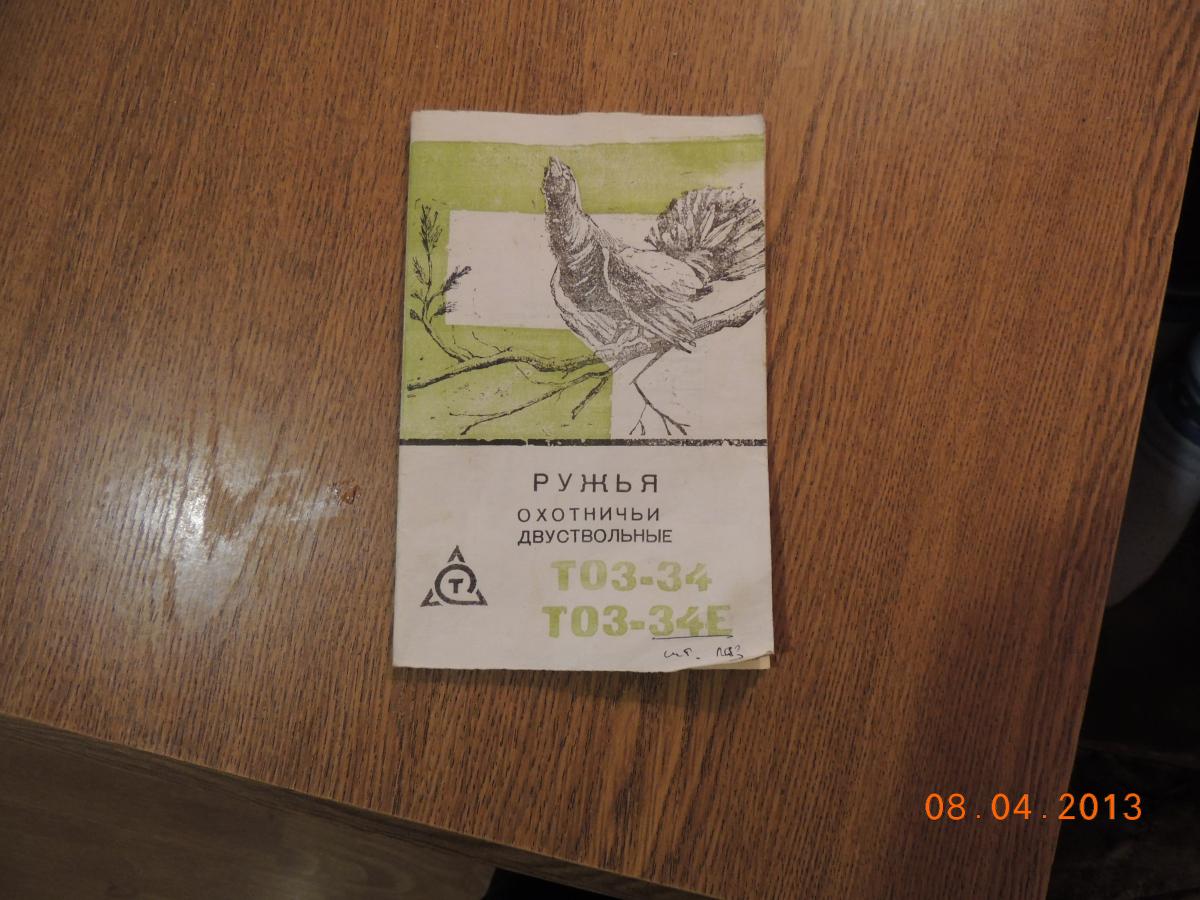 РУЖЬЯ
ОХОТНИЧЬИ
ДВУСТВОЛЬНЫЕ
Т
ТОЗ-34
ТОЗ-34Е
08.04.2013